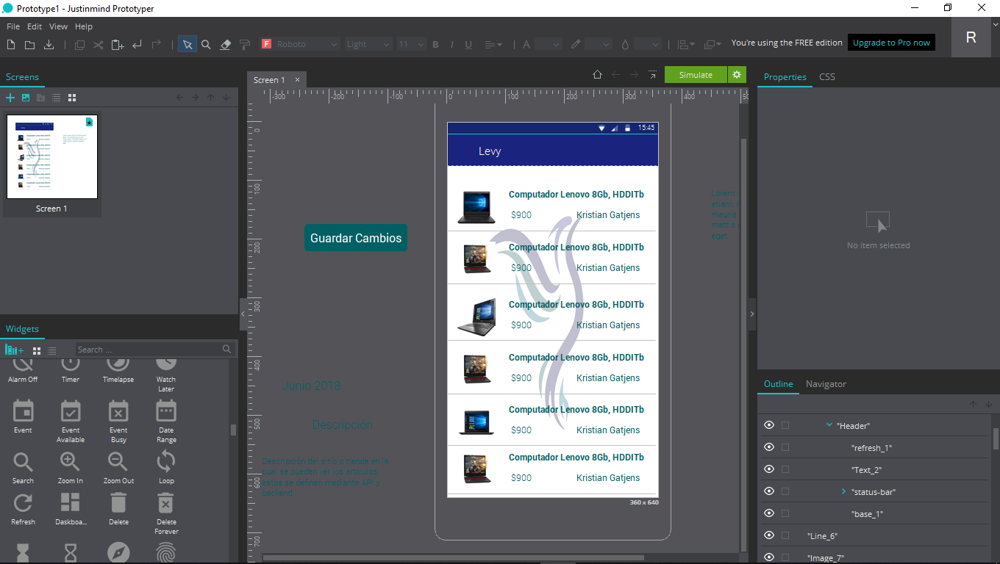 Prototype1 - Justinmind Prototyper
File Edit View Help
F Roboto Light 11 B I U A
You're using the FREE edition
Upgrade to Pro now
R
Screens
Screen 1
Screen 1 ×
Simulate
Properties CSS
-300 -200 -100 0 100 200 300 400
0
100
200
300
400
500
600
700
15:45
Levy
Computador Lenovo 8Gb, HDDITb
$900 Kristian Gatjens
Computador Lenovo 8Gb, HDDITb
$900 Kristian Gatjens
Computador Lenovo 8Gb, HDDITb
$900 Kristian Gatjens
Computador Lenovo 8Gb, HDDITb
$900 Kristian Gatjens
Computador Lenovo 8Gb, HDDITb
$900 Kristian Gatjens
Computador Lenovo 8Gb, HDDITb
$900 Kristian Gatjens
360 x 640
Guardar Cambios
Junio 2018
Descripción
Descripción del sitio o tienda en la
cual se pueden ver los articulos,
estos se definen mediante API y
backend.
Lorem
etiam
mauris
mattis
eget,
No item selected
Widgets
Search ...
Alarm Off Timer Timelapse Watch
Later
Event Event
Available Event
Busy Date
Range
Search Zoom In Zoom Out Loop
Refresh Daskboa... Delete Delete
Forever
Outline Navigator
"Header"
"refresh_1"
"Text_2"
"status-bar"
"base_1"
"Line_6"
"Image_7"